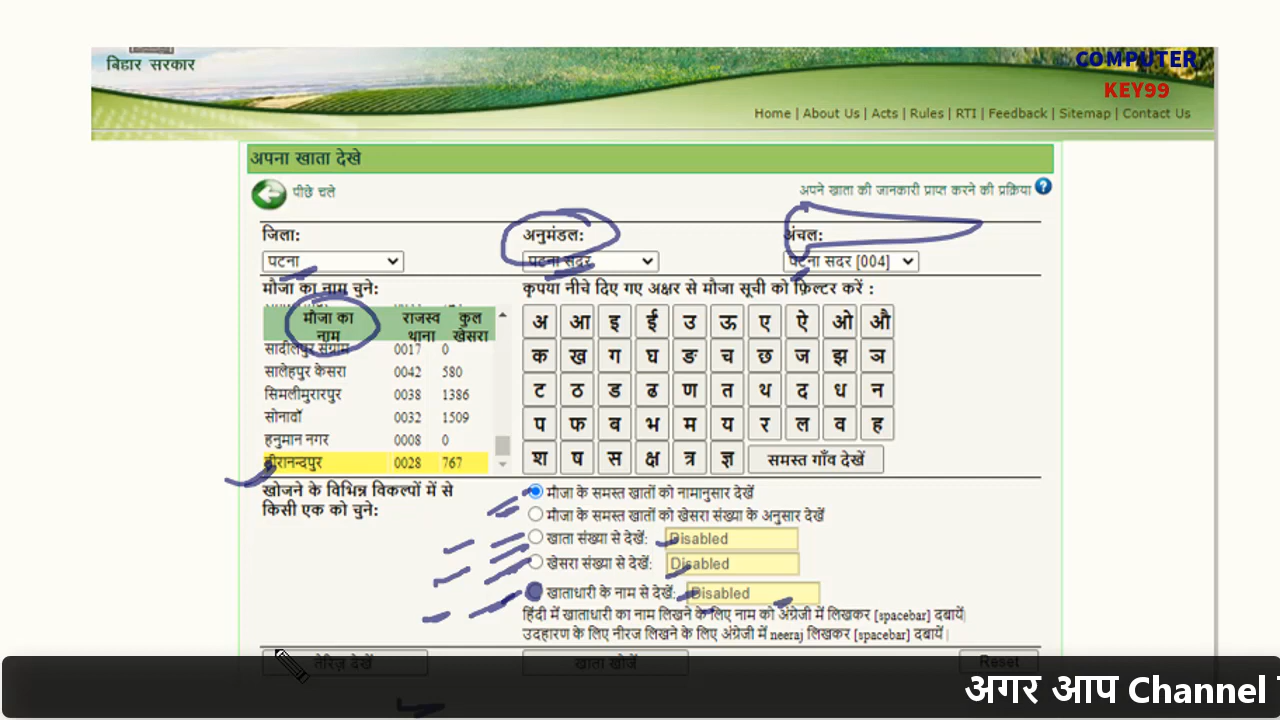 बिहार सरकार
COMPUTER
KEY99
Home | About Us | Acts | Rules | RTI | Feedback | Sitemap | Contact Us
अपना खाता देखे
पीछे चले
अपने खाता की जानकारी प्राप्त करने की प्रक्रिया ?
जिला: अनुमंडल: अंचल:
पटना पटना सदर पटना सदर [004]
मौजा का नाम चुने: कृपया नीचे दिए गए अक्षर से मौजा सूची को फ़िल्टर करें :
मौजा का नाम राजस्व थाना कुल खेसरा
सादीलपुर संग्राम 0017 0
सालेहपुर केसरा 0042 580
सिमलीमुरारपुर 0038 1386
सोनावाँ 0032 1509
हनुमान नगर 0008 0
हीरानन्दपुर 0028 767
अ आ इ ई उ ऊ ए ऐ ओ औ
क ख ग घ ङ च छ ज झ ञ
ट ठ ड ढ ण त थ द ध न
प फ ब भ म य र ल व ह
श ष स क्ष त्र ज्ञ समस्त गाँव देखें
खोजने के विभिन्न विकल्पों में से
किसी एक को चुने:
मौजा के समस्त खातों को नामानुसार देखें
मौजा के समस्त खातों को खेसरा संख्या के अनुसार देखें
खाता संख्या से देखें: Disabled
खेसरा संख्या से देखें: Disabled
खाताधारी के नाम से देखें: Disabled
हिंदी में खाताधारी का नाम लिखने के लिए नाम को अंग्रेजी में लिखकर [spacebar] दबायें|
उदहारण के लिए नीरज लिखने के लिए अंग्रेजी में neeraj लिखकर [spacebar] दबायें |
तेरिज़ देखें खाता खोजें Reset
अगर आप Channel